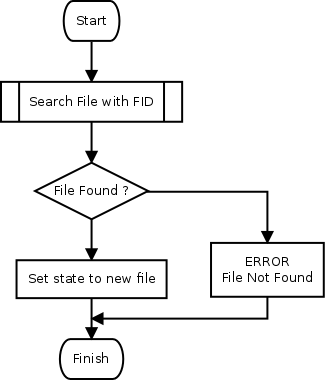 Start
Search File with FID
File Found ?
Set state to new file
ERROR
File Not Found
Finish